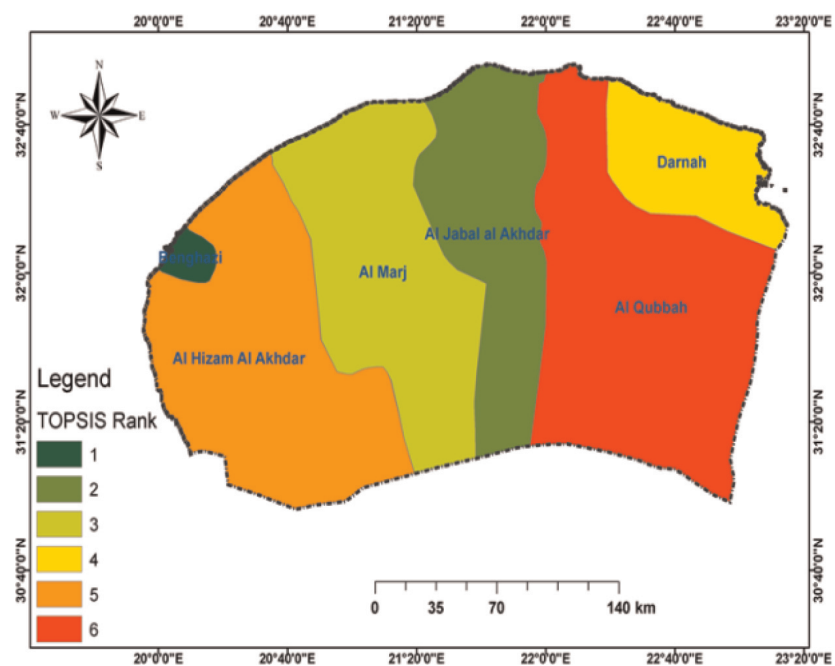 20°0'0"E 20°40'0"E 21°20'0"E 22°0'0"E 22°40'0"E 23°20'0"E
N
W E
S
32°40'0"N 32°40'0"N
Darnah
Al Jabal al Akhdar
Benghazi
32°0'0"N 32°0'0"N
Al Marj
Al Qubbah
Al Hizam Al Akhdar
Legend
TOPSIS Rank
31°20'0"N 31°20'0"N
1
2
3
4
5
6
30°40'0"N 30°40'0"N
0 35 70 140 km
20°0'0"E 20°40'0"E 21°20'0"E 22°0'0"E 22°40'0"E 23°20'0"E